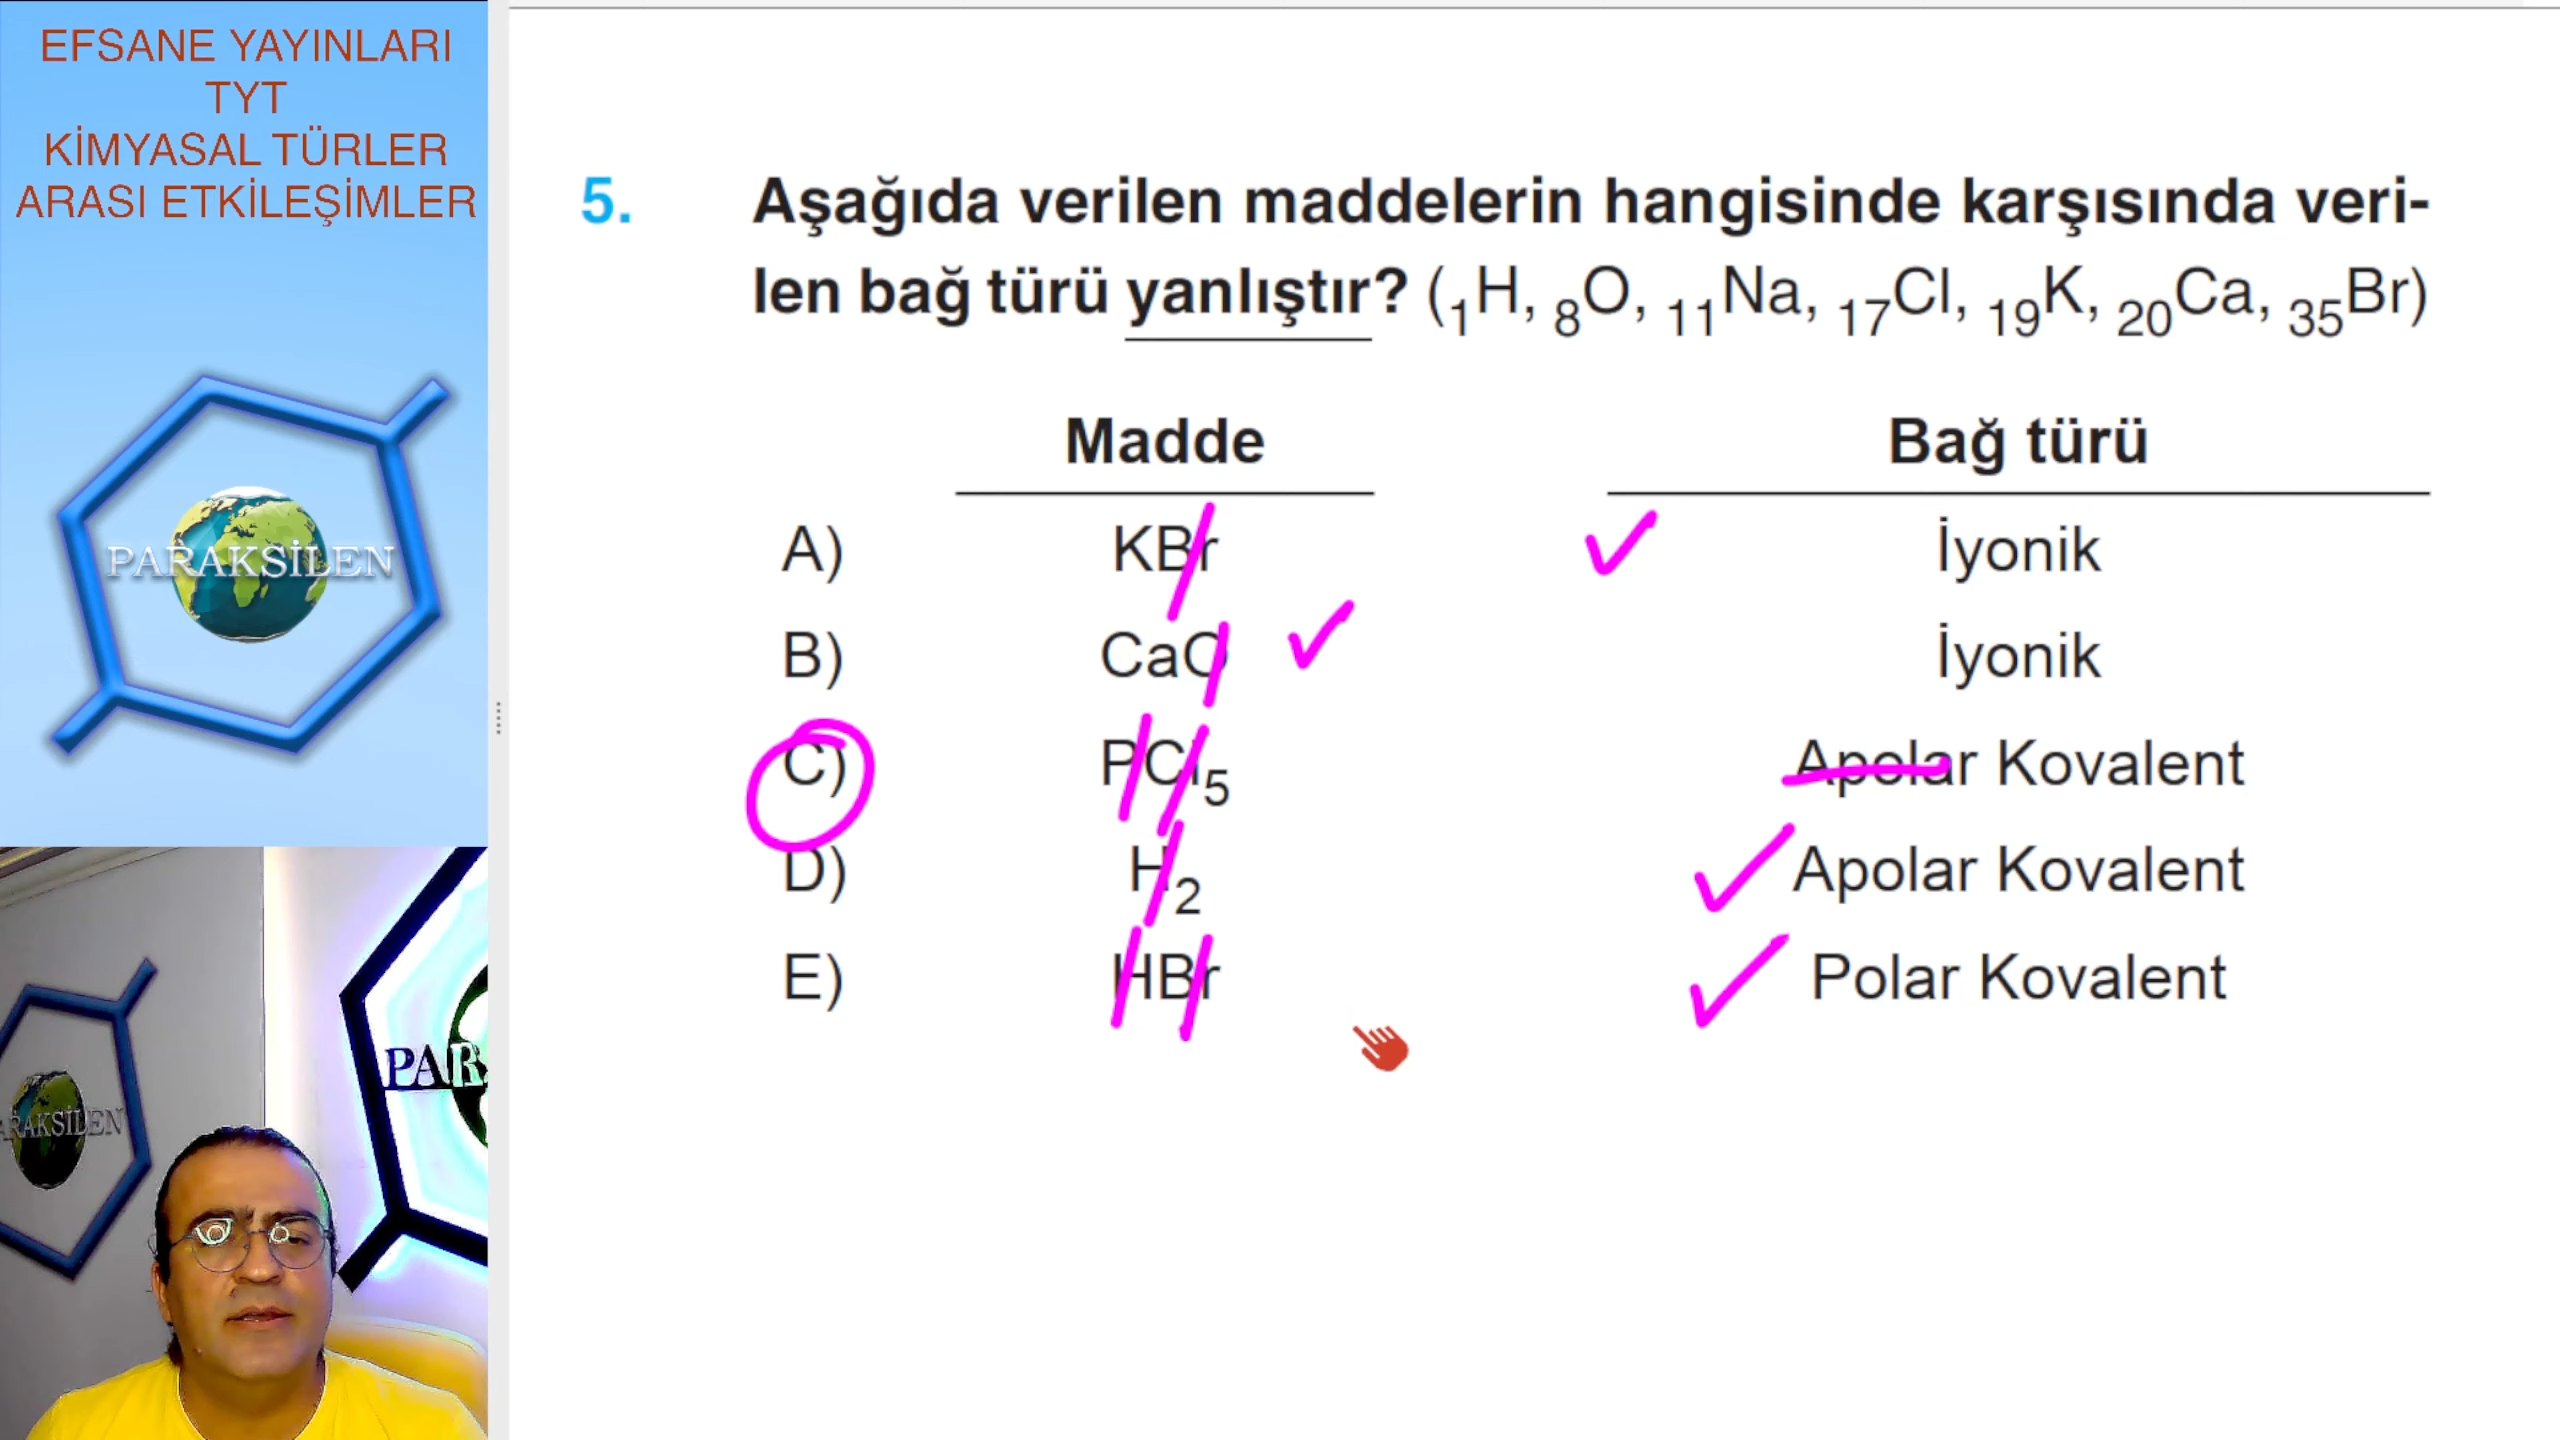 EFSANE YAYINLARI
TYT
KİMYASAL TÜRLER
ARASI ETKİLEŞİMLER
PARAKSİLEN
5. Aşağıda verilen maddelerin hangisinde karşısında veri-
len bağ türü yanlıştır? (₁H, ₈O, ₁₁Na, ₁₇Cl, ₁₉K, ₂₀Ca, ₃₅Br)
Madde Bağ türü
A) KBr İyonik
B) CaO İyonik
C) PCl₅ Apolar Kovalent
D) H₂ Apolar Kovalent
E) HBr Polar Kovalent
PAR
ARAKSİLEN